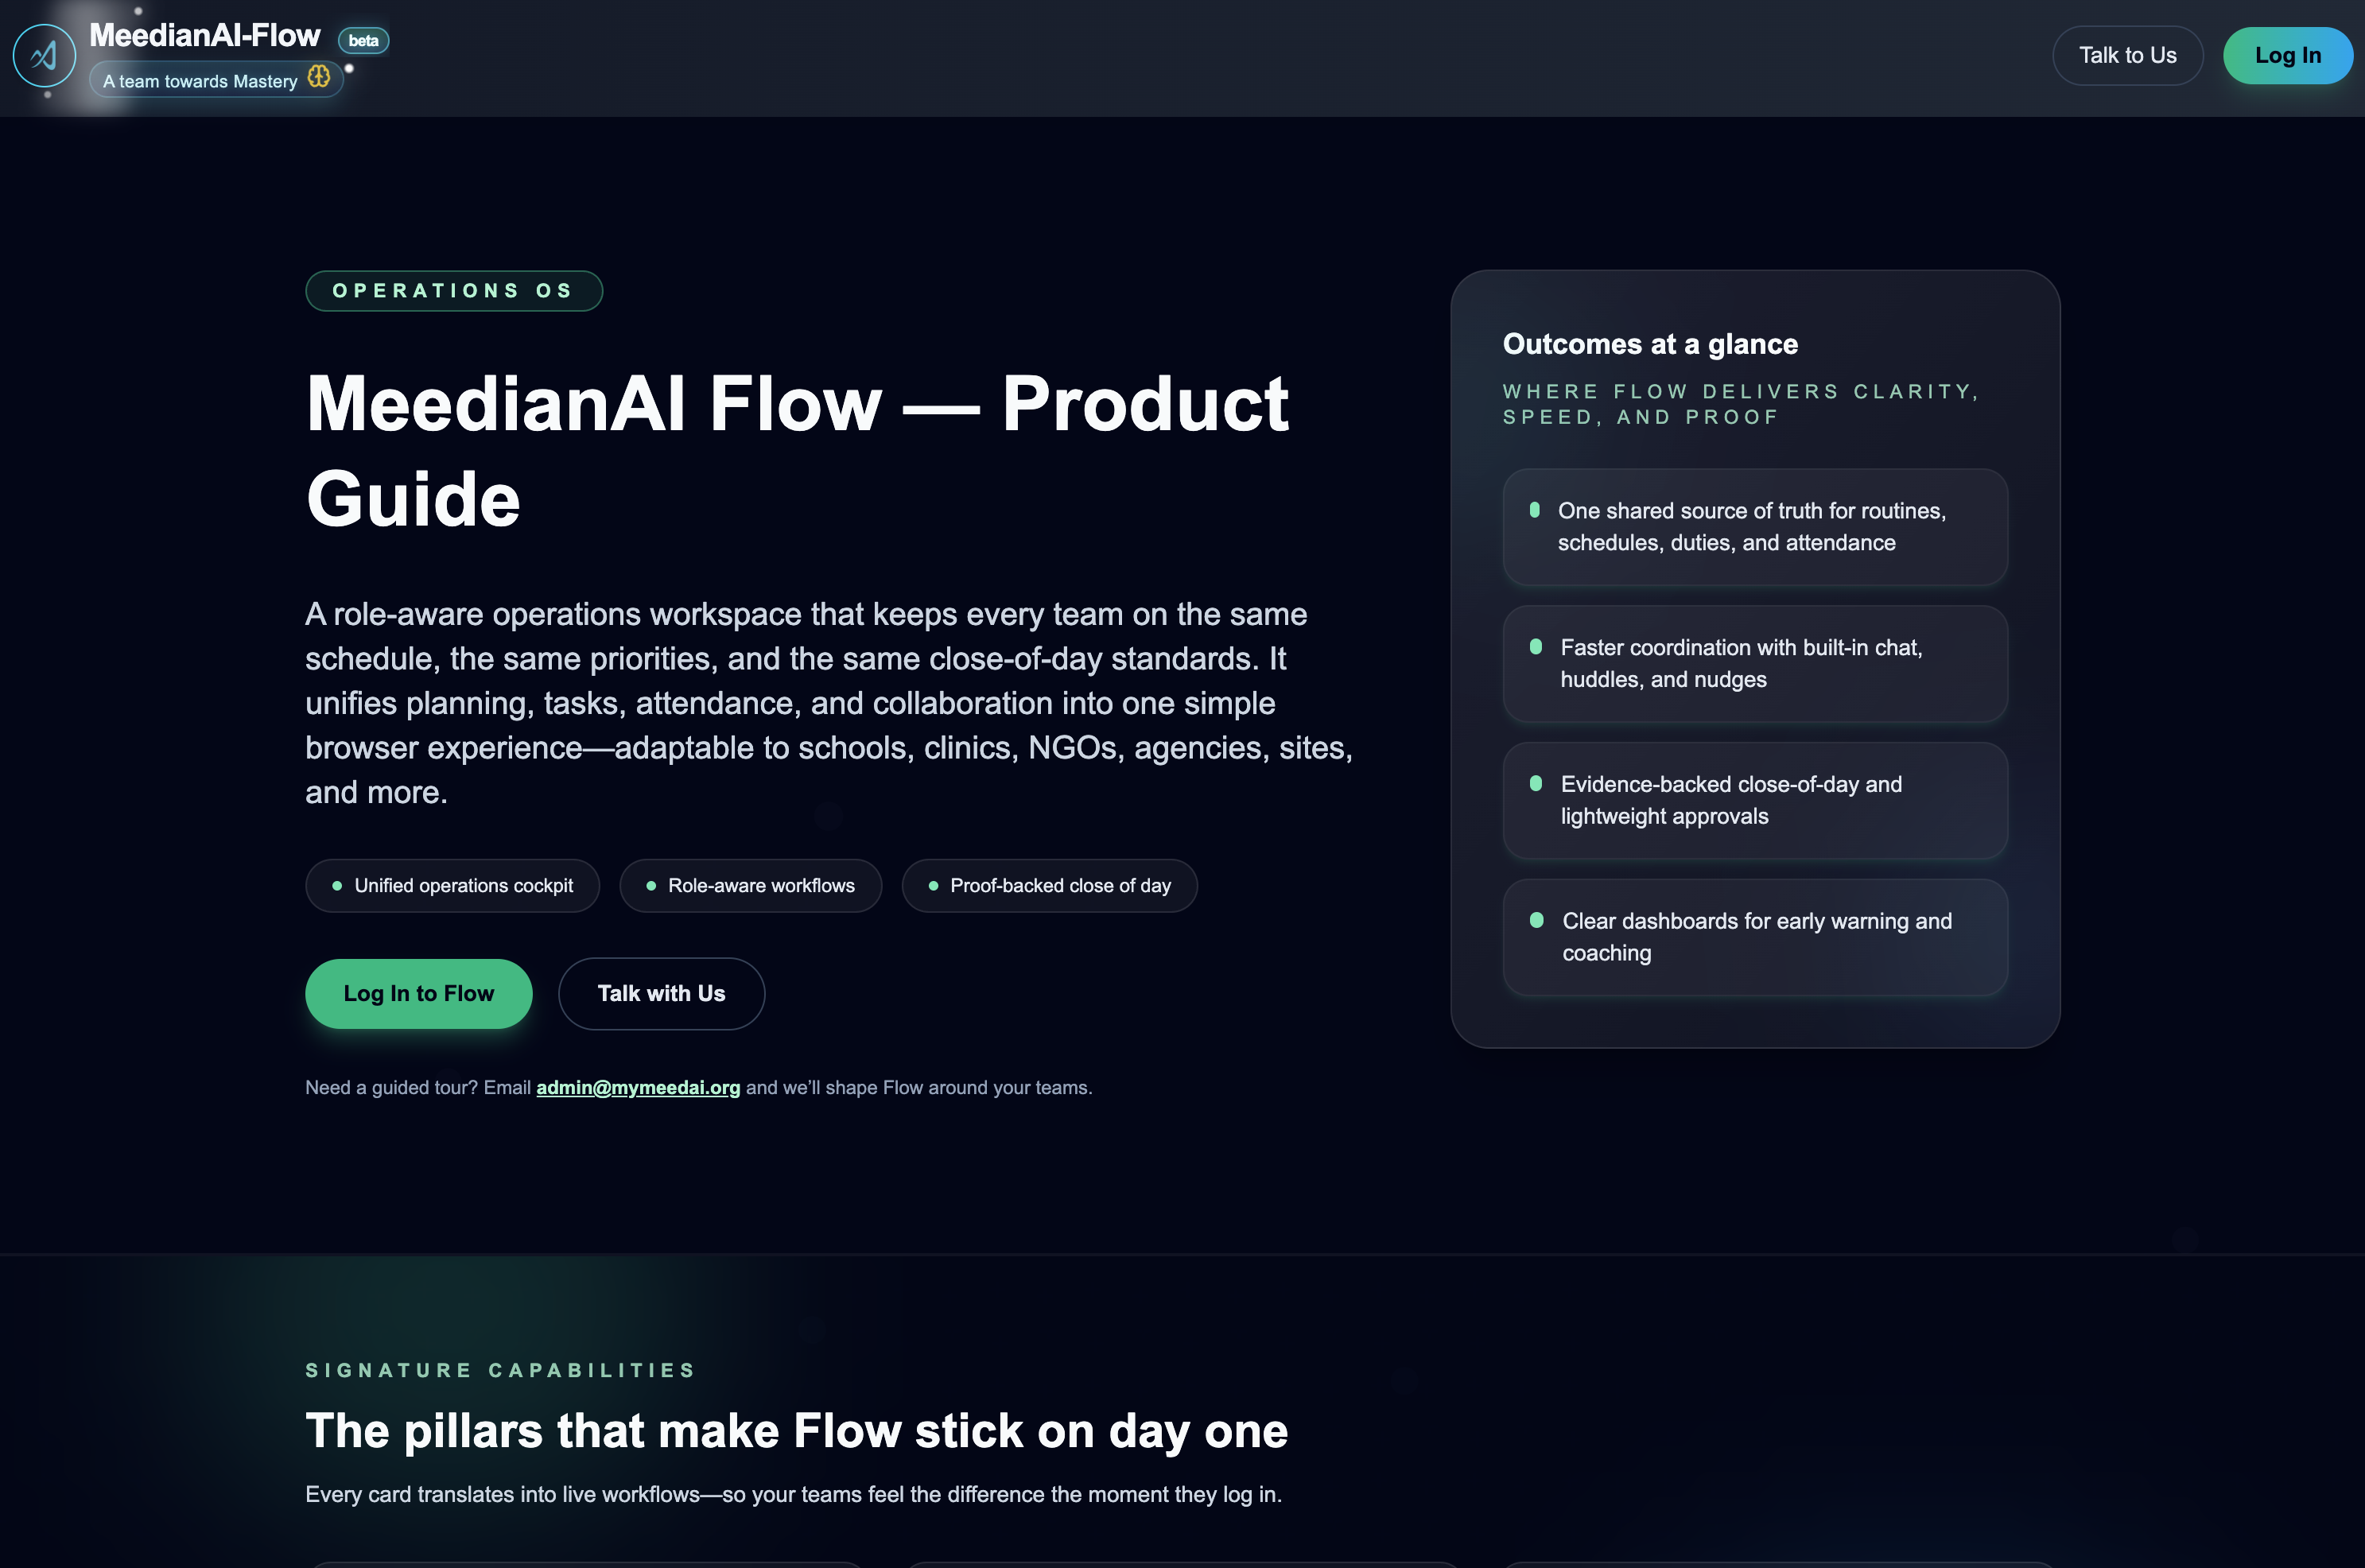 MeedianAI-Flow beta
A team towards Mastery
Talk to Us
Log In
OPERATIONS OS
MeedianAI Flow — Product
Guide
A role-aware operations workspace that keeps every team on the same
schedule, the same priorities, and the same close-of-day standards. It
unifies planning, tasks, attendance, and collaboration into one simple
browser experience—adaptable to schools, clinics, NGOs, agencies, sites,
and more.
Unified operations cockpit
Role-aware workflows
Proof-backed close of day
Log In to Flow
Talk with Us
Need a guided tour? Email admin@mymeedai.org and we’ll shape Flow around your teams.
Outcomes at a glance
WHERE FLOW DELIVERS CLARITY,
SPEED, AND PROOF
One shared source of truth for routines,
schedules, duties, and attendance
Faster coordination with built-in chat,
huddles, and nudges
Evidence-backed close-of-day and
lightweight approvals
Clear dashboards for early warning and
coaching
SIGNATURE CAPABILITIES
The pillars that make Flow stick on day one
Every card translates into live workflows—so your teams feel the difference the moment they log in.